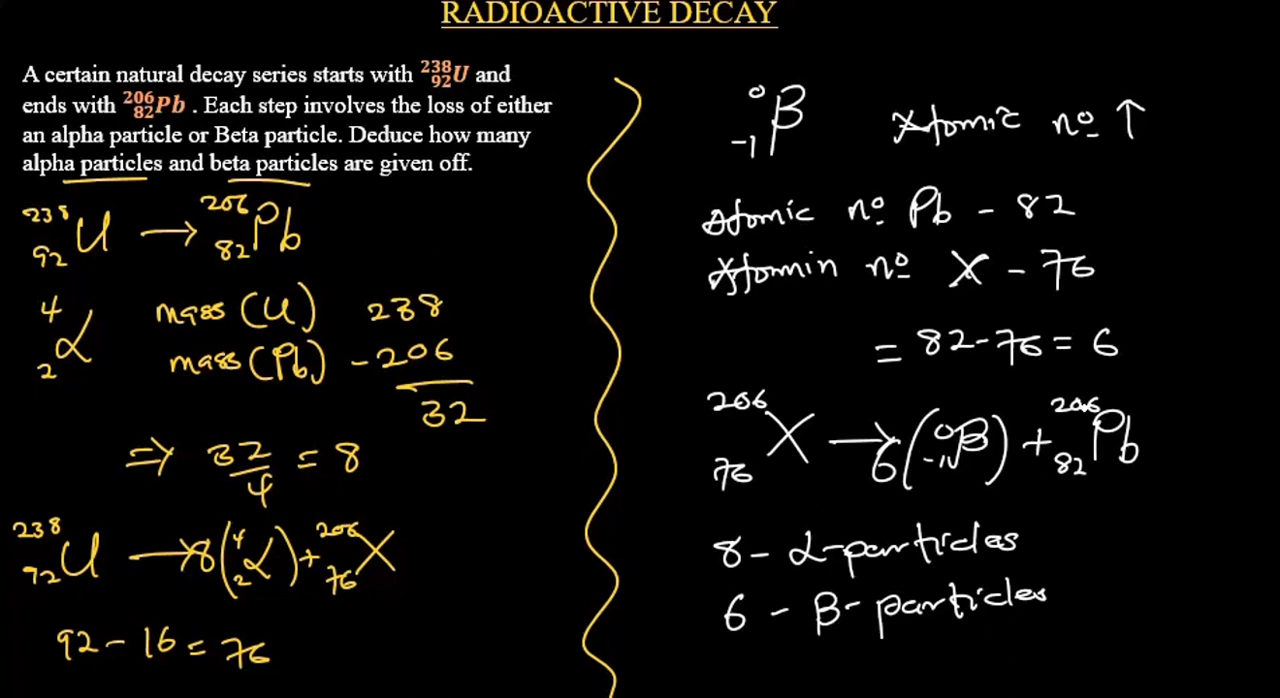 RADIOACTIVE DECAY
A certain natural decay series starts with ²³⁸₉₂U and
ends with ²⁰⁶₈₂Pb . Each step involves the loss of either
an alpha particle or Beta particle. Deduce how many
alpha particles and beta particles are given off.
²³⁸₉₂U → ²⁰⁶₈₂Pb
⁴₂α mass (U) 238
mass (Pb) - 206
32
⇒ 32/4 = 8
²³⁸₉₂U → 8(⁴₂α) + ²⁰⁶₇₆X
92 - 16 = 76
⁰₋₁β Atomic nº ↑
Atomic nº Pb - 82
Atomin nº X - 76
= 82 - 76 = 6
²⁰⁶₇₆X → 6(⁰₋₁β) + ²⁰⁶₈₂Pb
8 - α-particles
6 - β-particles